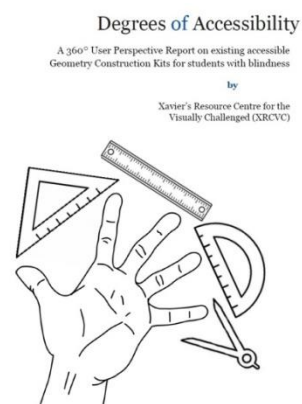 Degrees of Accessibility
A 360° User Perspective Report on existing accessible
Geometry Construction Kits for students with blindness
by
Xavier's Resource Centre for the
Visually Challenged (XRCVC)